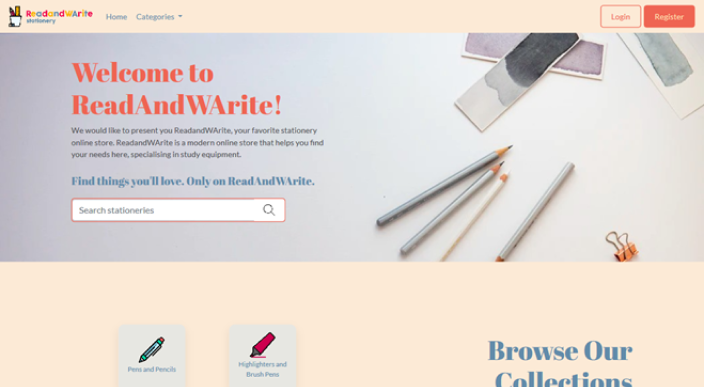 ReadandWArite
stationery
Home
Categories
Login
Register
Welcome to
ReadAndWArite!
We would like to present you ReadandWArite, your favorite stationery
online store. ReadandWArite is a modern online store that helps you find
your needs here, specialising in study equipment.
Find things you'll love. Only on ReadAndWArite.
Search stationeries
Pens and Pencils
Highlighters and
Brush Pens
Browse Our
Collections